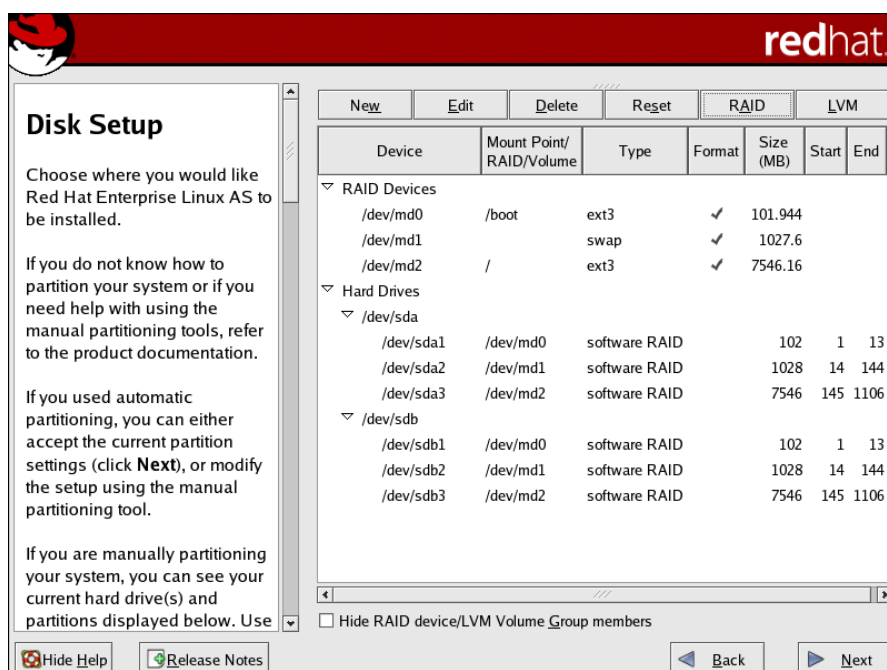 redhat.
Disk Setup
Choose where you would like
Red Hat Enterprise Linux AS to
be installed.
If you do not know how to
partition your system or if you
need help with using the
manual partitioning tools, refer
to the product documentation.
If you used automatic
partitioning, you can either
accept the current partition
settings (click Next), or modify
the setup using the manual
partitioning tool.
If you are manually partitioning
your system, you can see your
current hard drive(s) and
partitions displayed below. Use
New Edit Delete Reset RAID LVM
Device Mount Point/ RAID/Volume Type Format Size (MB) Start End
RAID Devices
/dev/md0 /boot ext3 101.944
/dev/md1 swap 1027.6
/dev/md2 / ext3 7546.16
Hard Drives
/dev/sda
/dev/sda1 /dev/md0 software RAID 102 1 13
/dev/sda2 /dev/md1 software RAID 1028 14 144
/dev/sda3 /dev/md2 software RAID 7546 145 1106
/dev/sdb
/dev/sdb1 /dev/md0 software RAID 102 1 13
/dev/sdb2 /dev/md1 software RAID 1028 14 144
/dev/sdb3 /dev/md2 software RAID 7546 145 1106
Hide RAID device/LVM Volume Group members
Hide Help Release Notes Back Next